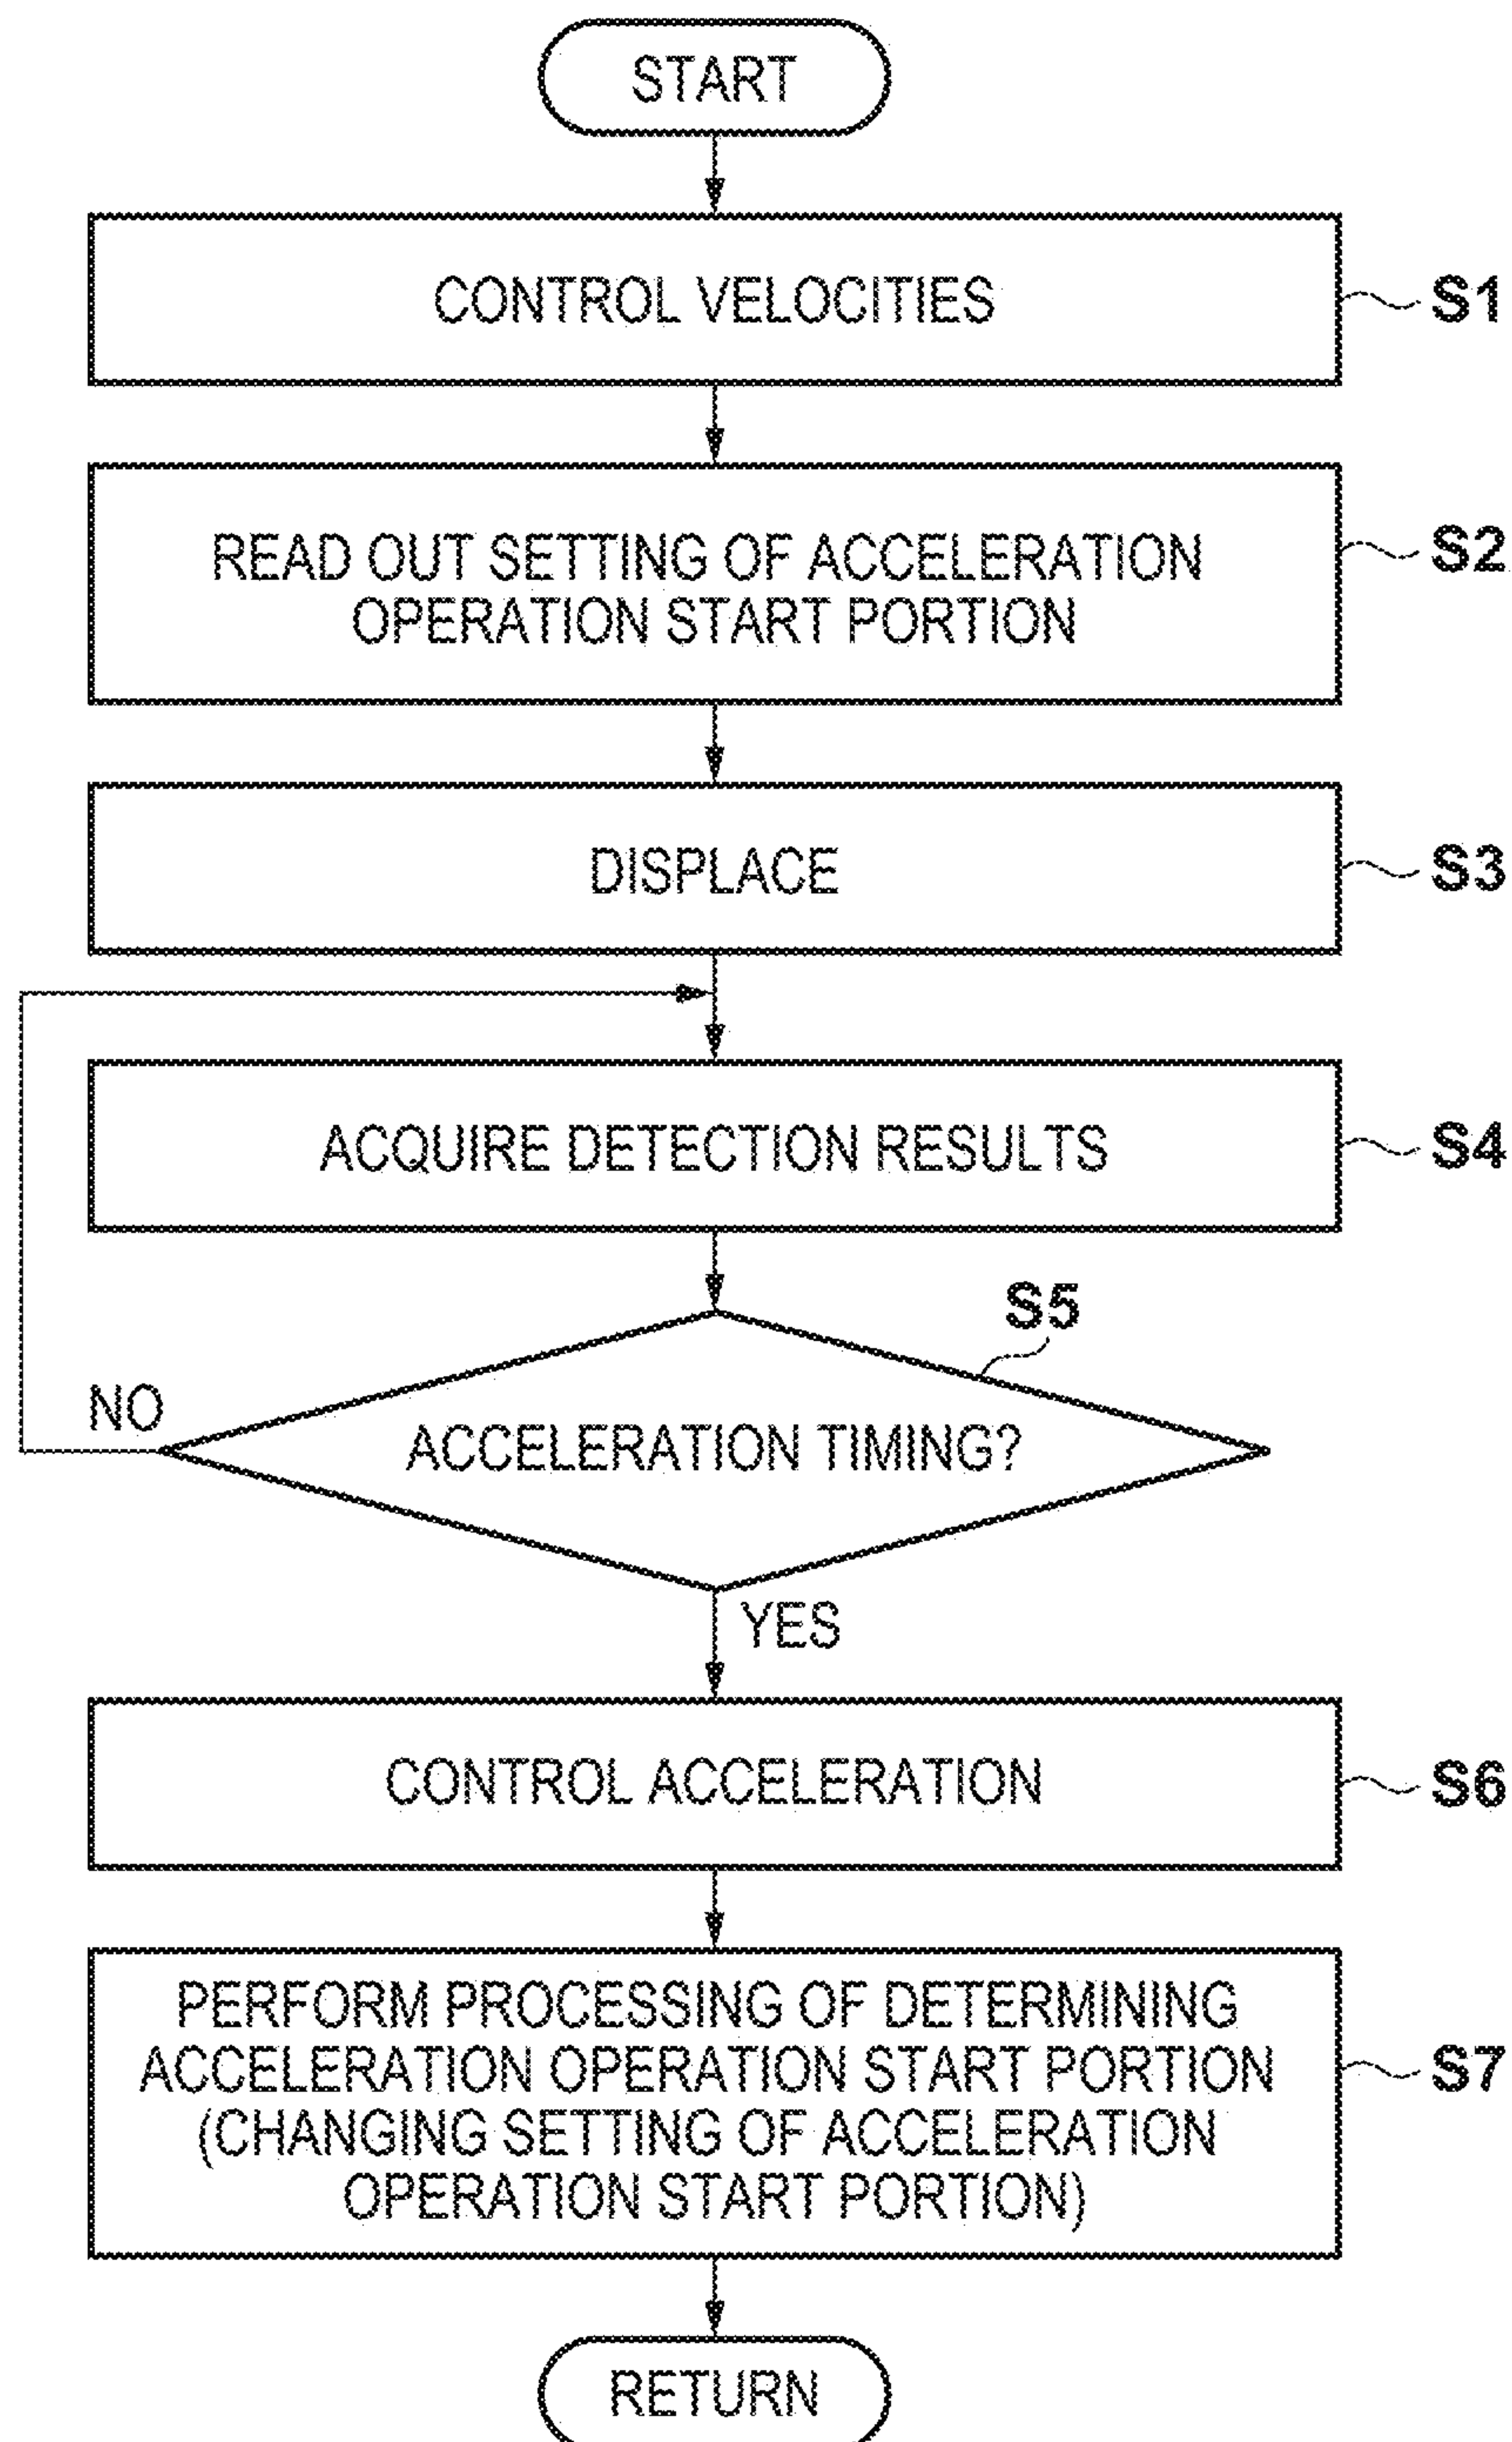 START
CONTROL VELOCITIES
S1
READ OUT SETTING OF ACCELERATION
OPERATION START PORTION
S2
DISPLACE
S3
ACQUIRE DETECTION RESULTS
S4
S5
NO
ACCELERATION TIMING?
YES
CONTROL ACCELERATION
S6
PERFORM PROCESSING OF DETERMINING
ACCELERATION OPERATION START PORTION
(CHANGING SETTING OF ACCELERATION
OPERATION START PORTION)
S7
RETURN